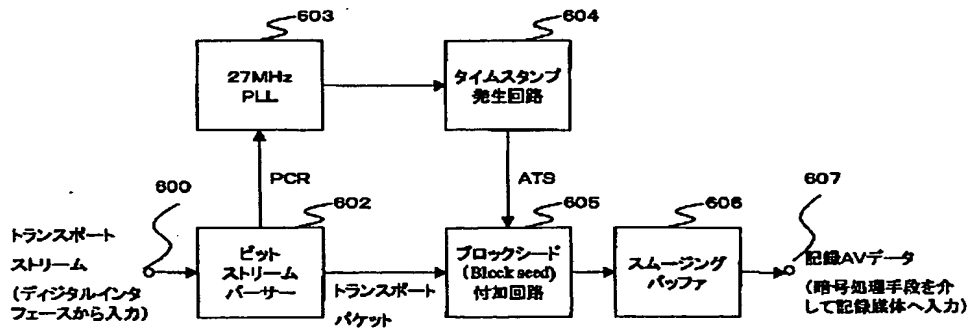 603
604
27MHz
PLL
タイムスタンプ
発生回路
600
PCR
602
ATS
605
606
607
トランスポート
ストリーム
(ディジタルインタ
フェースから入力)
ビット
ストリーム
パーサー
トランスポート
パケット
ブロックシード
(Block seed)
付加回路
スムージング
バッファ
記録AVデータ
(暗号処理手段を介
して記録媒体へ入力)